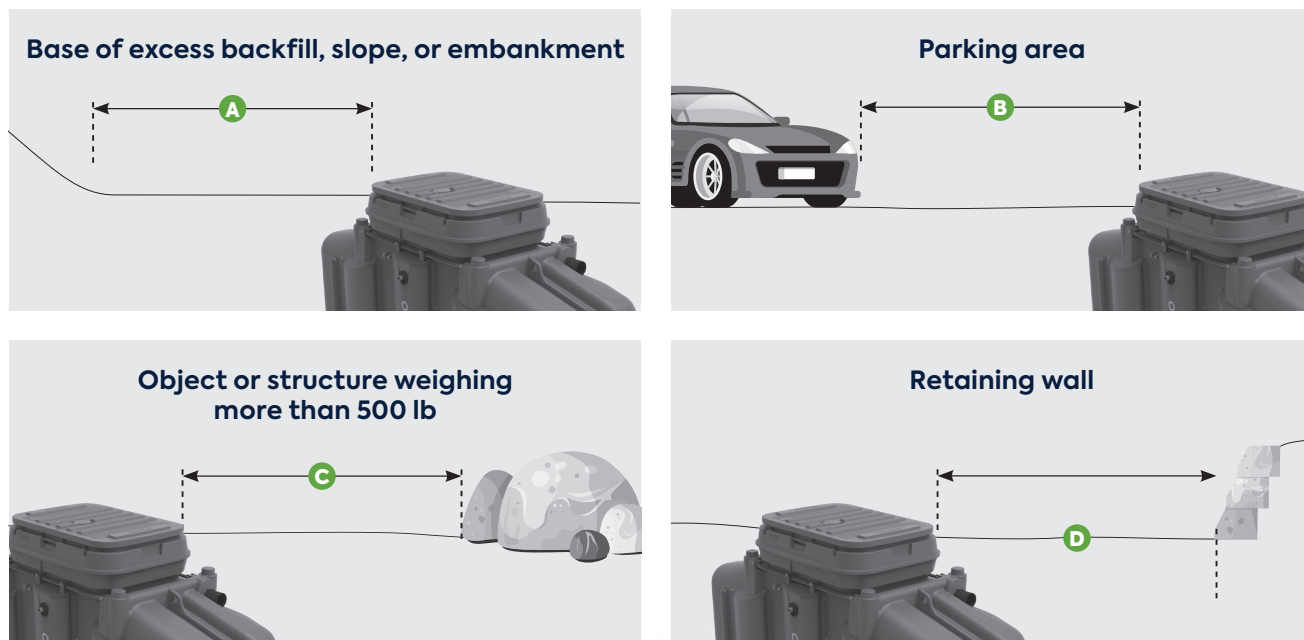 Base of excess backfill, slope, or embankment
A
Parking area
B
Object or structure weighing
more than 500 lb
C
Retaining wall
D